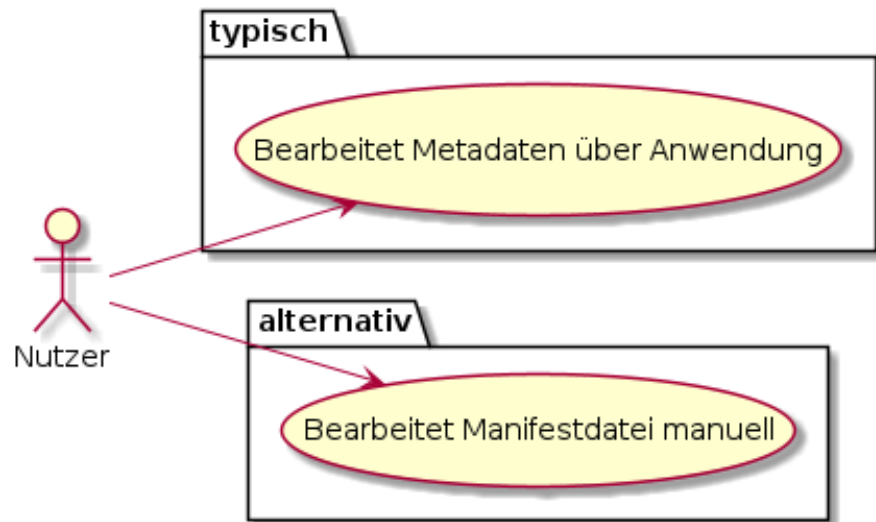 typisch
Bearbeitet Metadaten über Anwendung
Nutzer
alternativ
Bearbeitet Manifestdatei manuell